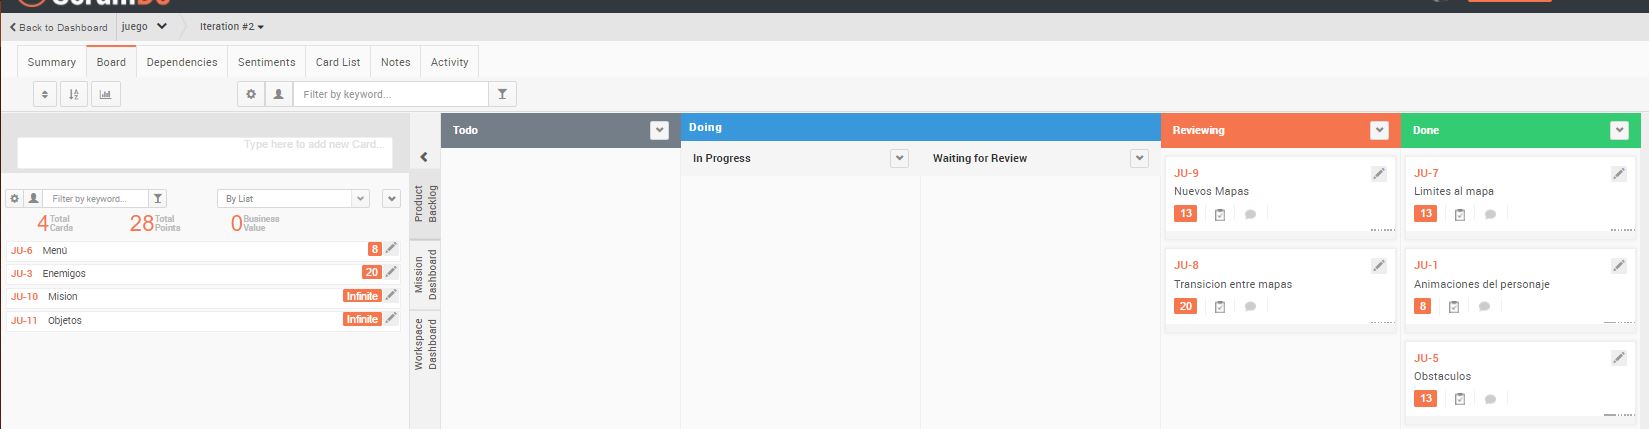 ScrumDo
Back to Dashboard juego Iteration #2
Summary Board Dependencies Sentiments Card List Notes Activity
Filter by keyword...
Type here to add new Card...
Filter by keyword... By List
4 Total Cards 28 Total Points 0 Business Value
JU-6 Menú 8
JU-3 Enemigos 20
JU-10 Mision Infinite
JU-11 Objetos Infinite
Product Backlog
Mission Dashboard
Workspace Dashboard
Todo
Doing
In Progress
Waiting for Review
Reviewing
JU-9
Nuevos Mapas
13
JU-8
Transicion entre mapas
20
Done
JU-7
Limites al mapa
13
JU-1
Animaciones del personaje
8
JU-5
Obstaculos
13